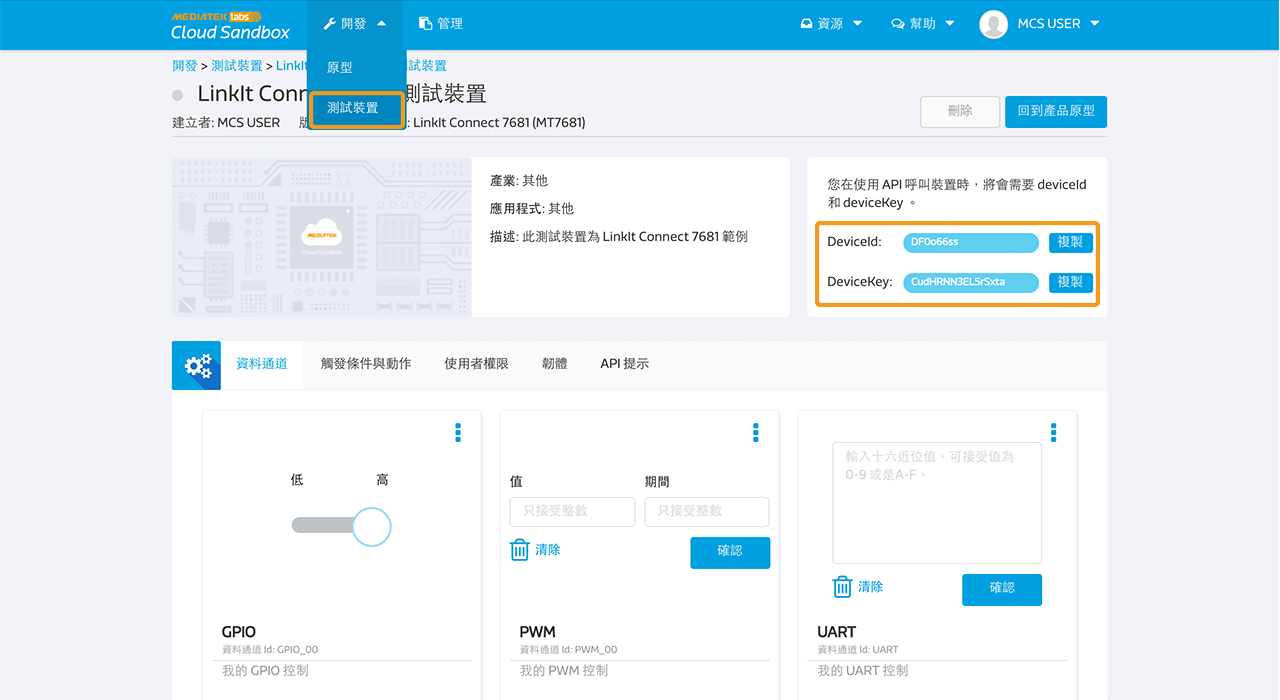 MEDIATEK labs
Cloud Sandbox
開發
管理
資源
幫助
MCS USER
原型
測試裝置
開發 > 測試裝置 > LinkIt
試裝置
LinkIt Conn
測試裝置
建立者: MCS USER
: LinkIt Connect 7681 (MT7681)
刪除
回到產品原型
MEDIATEK
Cloud Sandbox
產業: 其他
應用程式: 其他
描述: 此測試裝置為 LinkIt Connect 7681 範例
您在使用 API 呼叫裝置時，將會需要 deviceId
和 deviceKey 。
DeviceId:
DF0o66ss
複製
DeviceKey:
CudHRNN3EL5rSxta
複製
資料通道
觸發條件與動作
使用者權限
韌體
API 提示
低
高
GPIO
資料通道 Id: GPIO_00
我的 GPIO 控制
值
期間
只接受整數
只接受整數
清除
確認
PWM
資料通道 Id: PWM_00
我的 PWM 控制
輸入十六近位值。可接受值為
0-9 或是A-F。
清除
確認
UART
資料通道 Id: UART
我的 UART 控制